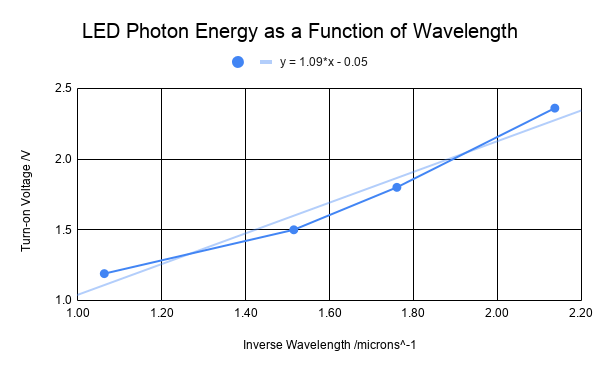 LED Photon Energy as a Function of Wavelength
y = 1.09*x - 0.05
2.5
2.0
1.5
1.0
Turn-on Voltage /V
1.00 1.20 1.40 1.60 1.80 2.00 2.20
Inverse Wavelength /microns^-1